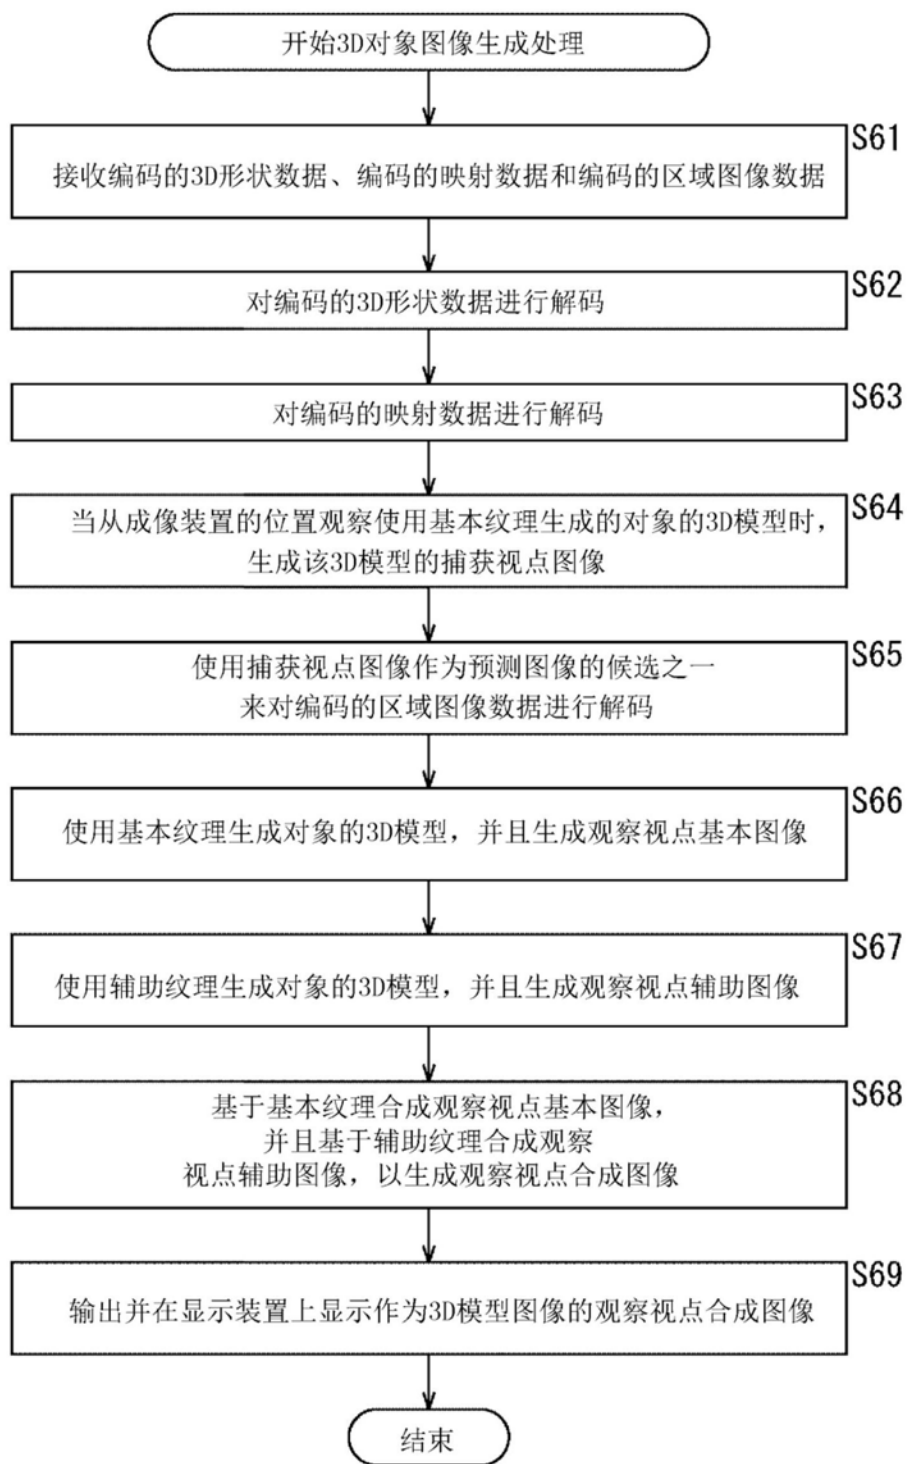 开始3D对象图像生成处理
S61
接收编码的3D形状数据、编码的映射数据和编码的区域图像数据
S62
对编码的3D形状数据进行解码
S63
对编码的映射数据进行解码
S64
当从成像装置的位置观察使用基本纹理生成的对象的3D模型时，
生成该3D模型的捕获视点图像
S65
使用捕获视点图像作为预测图像的候选之一
来对编码的区域图像数据进行解码
S66
使用基本纹理生成对象的3D模型，并且生成观察视点基本图像
S67
使用辅助纹理生成对象的3D模型，并且生成观察视点辅助图像
S68
基于基本纹理合成观察视点基本图像，
并且基于辅助纹理合成观察
视点辅助图像，以生成观察视点合成图像
S69
输出并在显示装置上显示作为3D模型图像的观察视点合成图像
结束